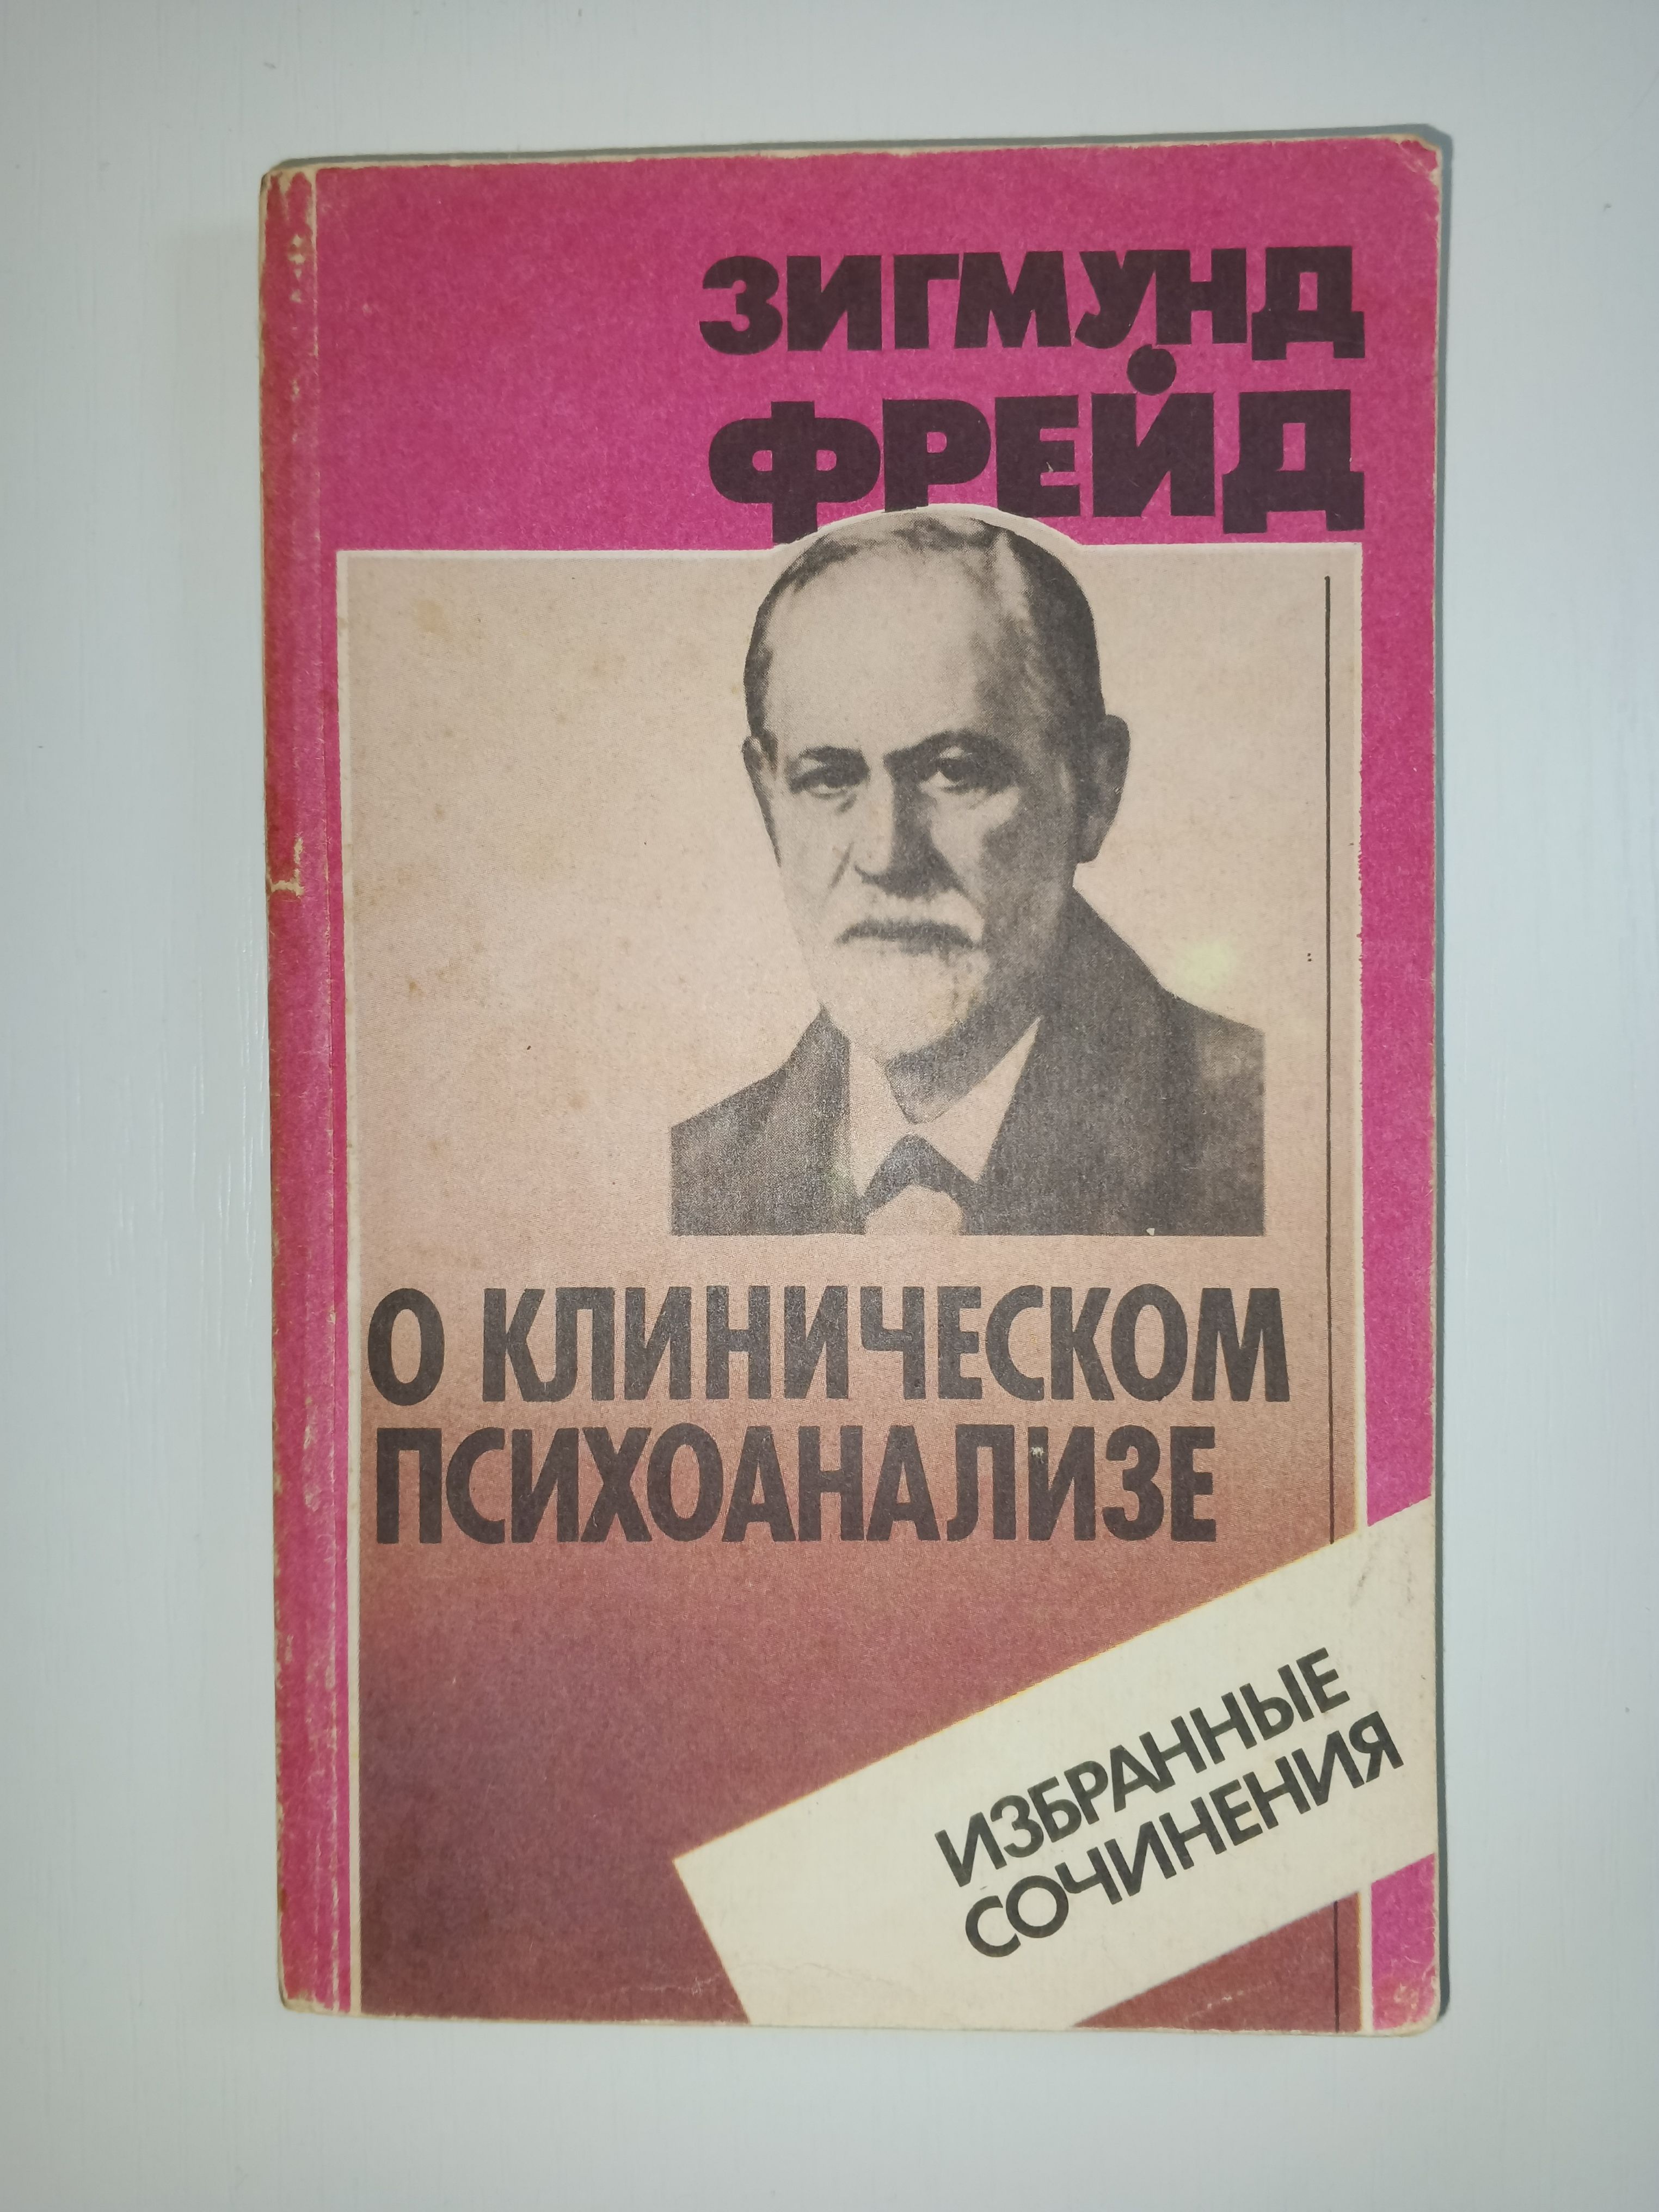 ЗИГМУНД
ФРЕЙД
О КЛИНИЧЕСКОМ
ПСИХОАНАЛИЗЕ
ИЗБРАННЫЕ
СОЧИНЕНИЯ